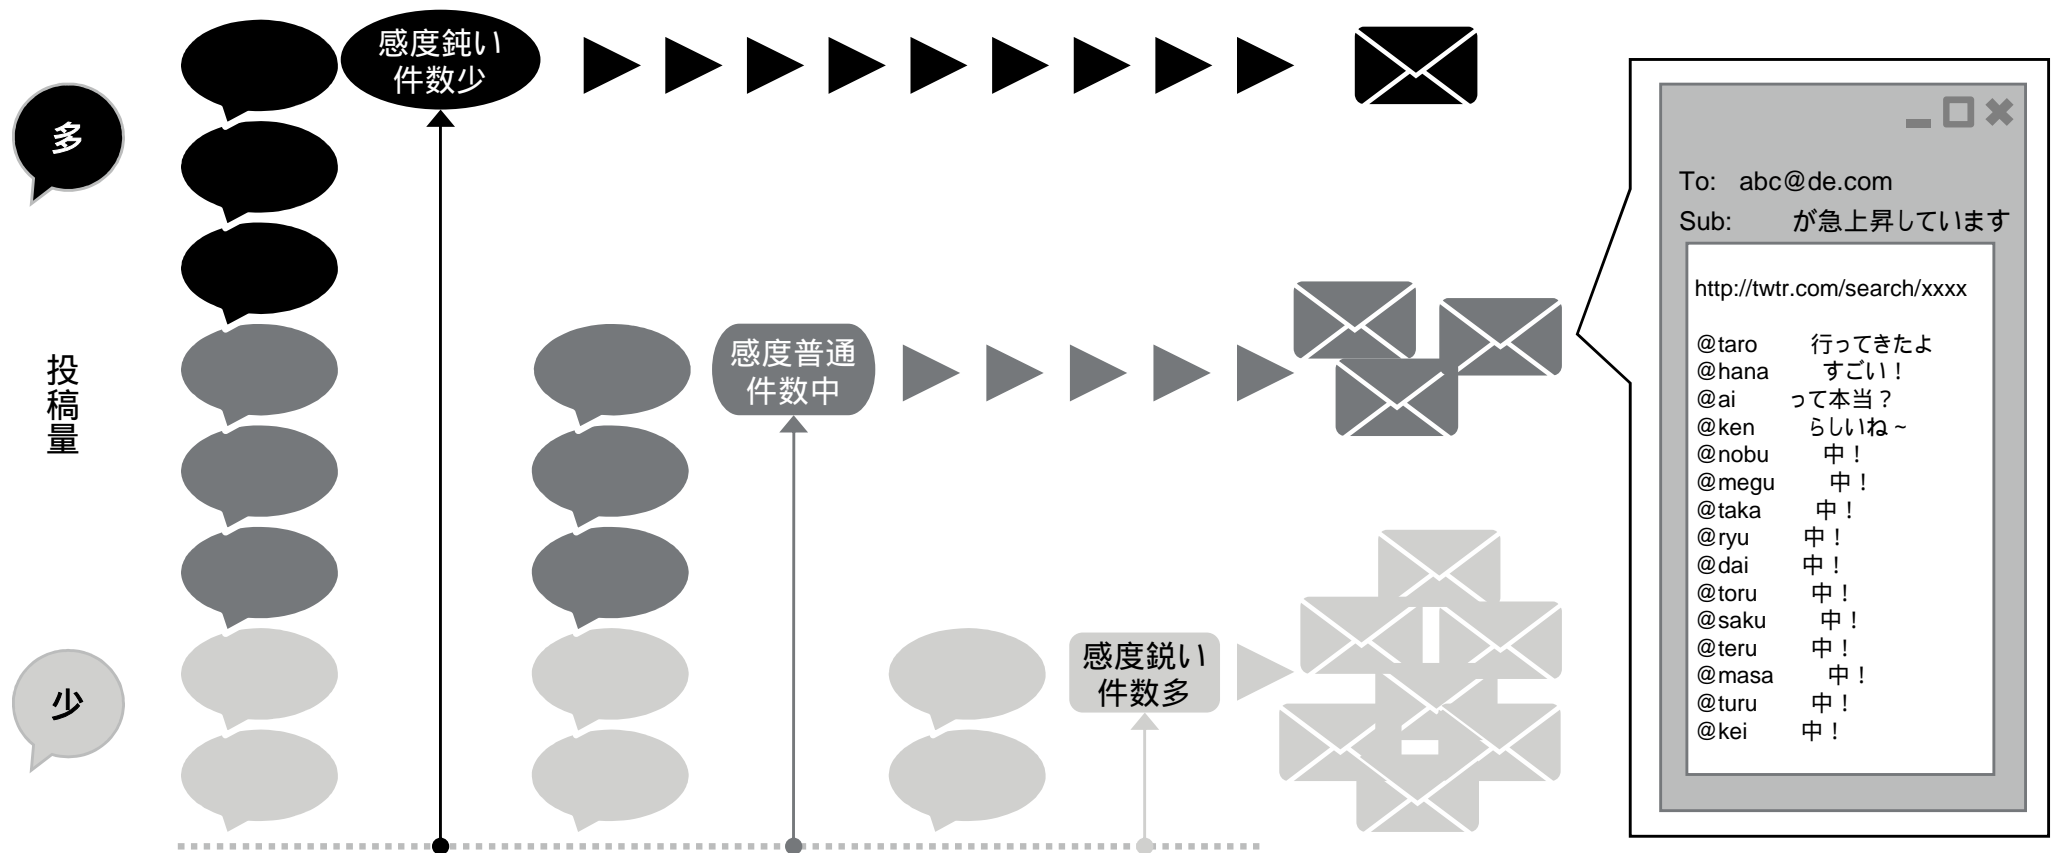 多
投稿量
少
感度鈍い
件数少
感度普通
件数中
感度鋭い
件数多
To: abc@de.com
Sub: が急上昇しています
http://twtr.com/search/xxxx
@taro 行ってきたよ
@hana すごい！
@ai って本当？
@ken らしいね~
@nobu 中！
@megu 中！
@taka 中！
@ryu 中！
@dai 中！
@toru 中！
@saku 中！
@teru 中！
@masa 中！
@turu 中！
@kei 中！